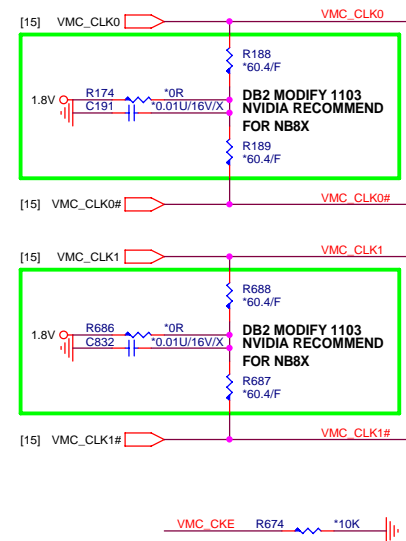 [15] VMC_CLK0 VMC_CLK0
R188
*60.4/F
R174 *0R DB2 MODIFY 1103
1.8V C191 *0.01U/16V/X NVIDIA RECOMMEND
FOR NB8X
R189
*60.4/F
[15] VMC_CLK0# VMC_CLK0#
[15] VMC_CLK1 VMC_CLK1
R688
*60.4/F
R686 *0R DB2 MODIFY 1103
1.8V C832 *0.01U/16V/X NVIDIA RECOMMEND
FOR NB8X
R687
*60.4/F
[15] VMC_CLK1# VMC_CLK1#
VMC_CKE R674 *10K